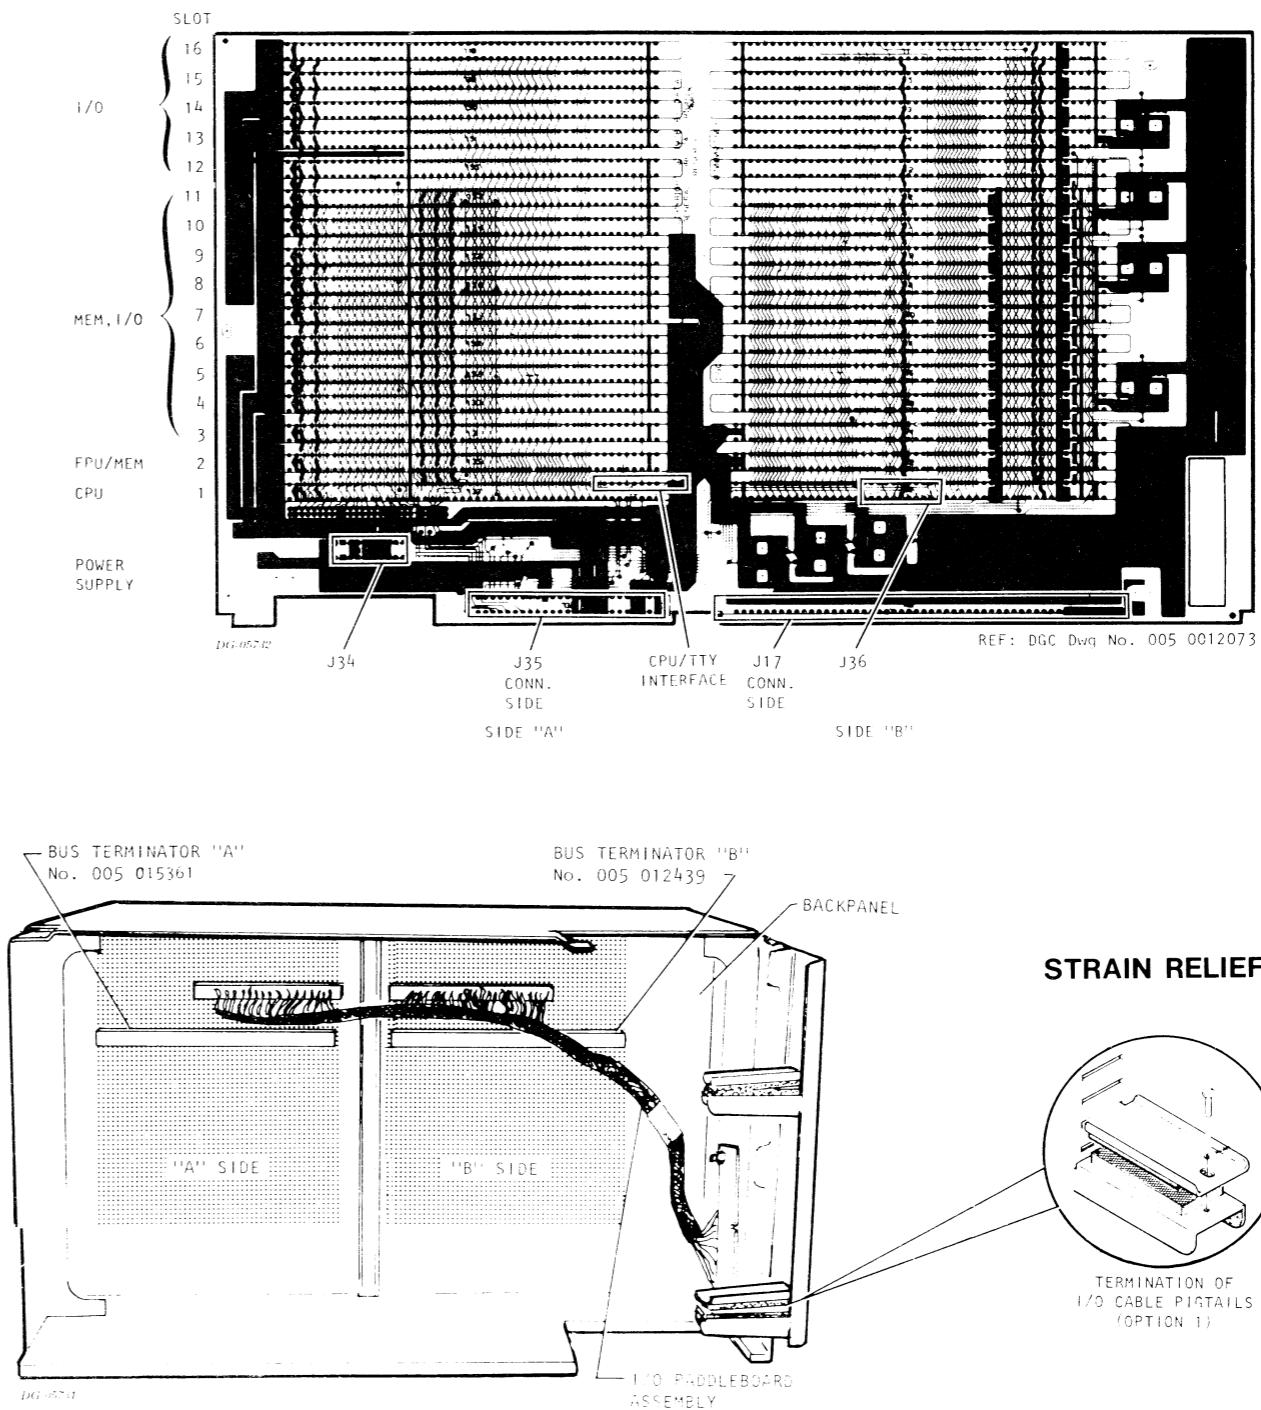 SLOT
16
15
I/O 14
13
12
11
10
9
8
MEM, I/O 7
6
5
4
3
FPU/MEM 2
CPU 1
POWER
SUPPLY
DG-05732
REF: DGC Dwg No. 005 0012073
J34
J35
CONN.
SIDE
CPU/TTY
INTERFACE
J17
CONN.
SIDE
J36
SIDE "A"
SIDE "B"
BUS TERMINATOR "A"
No. 005 015361
BUS TERMINATOR "B"
No. 005 012439
BACKPANEL
STRAIN RELIEF
"A" SIDE
"B" SIDE
TERMINATION OF
I/O CABLE PIGTAILS
(OPTION 1)
I/O PADDLEBOARD
ASSEMBLY